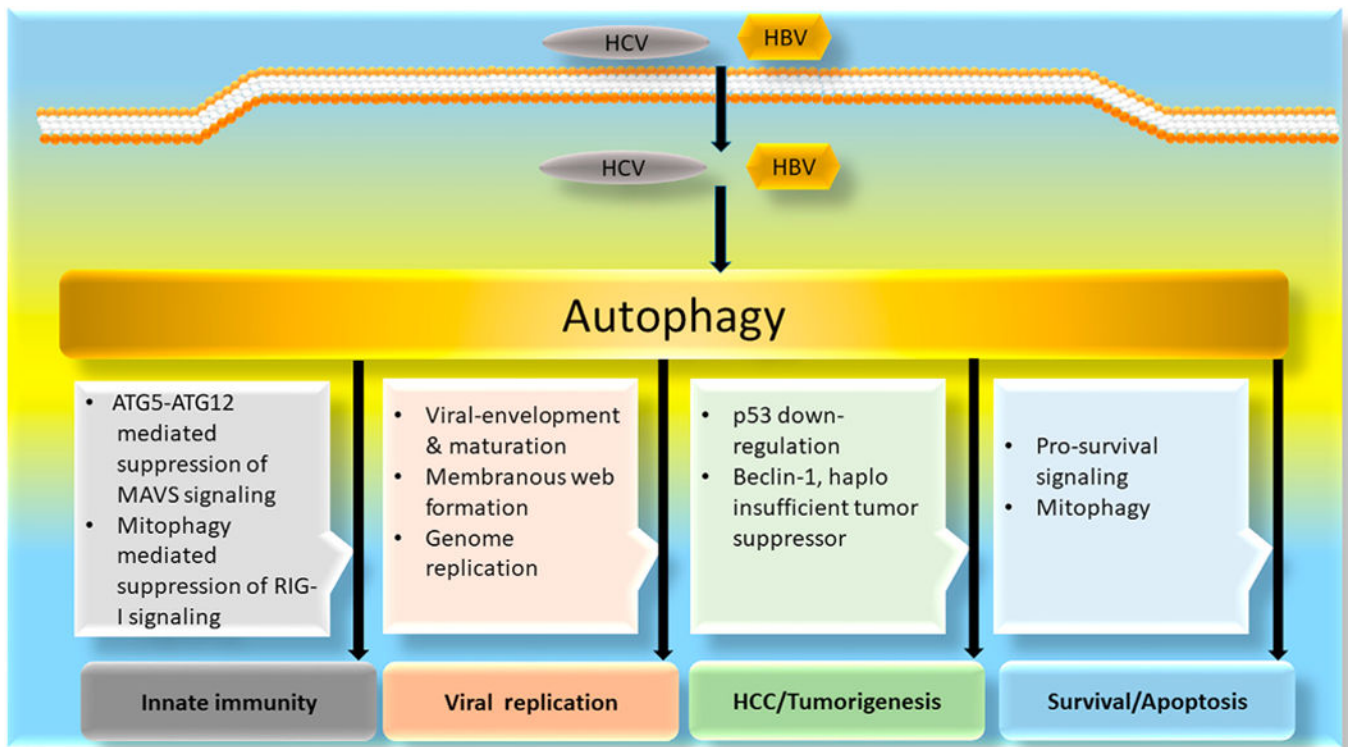 HCV
HBV
HCV
HBV
Autophagy
• ATG5-ATG12
mediated
suppression of
MAVS signaling
• Mitophagy
mediated
suppression of RIG-
I signaling
• Viral-envelopment
& maturation
• Membranous web
formation
• Genome
replication
• p53 down-
regulation
• Beclin-1, haplo
insufficient tumor
suppressor
• Pro-survival
signaling
• Mitophagy
Innate immunity
Viral replication
HCC/Tumorigenesis
Survival/Apoptosis